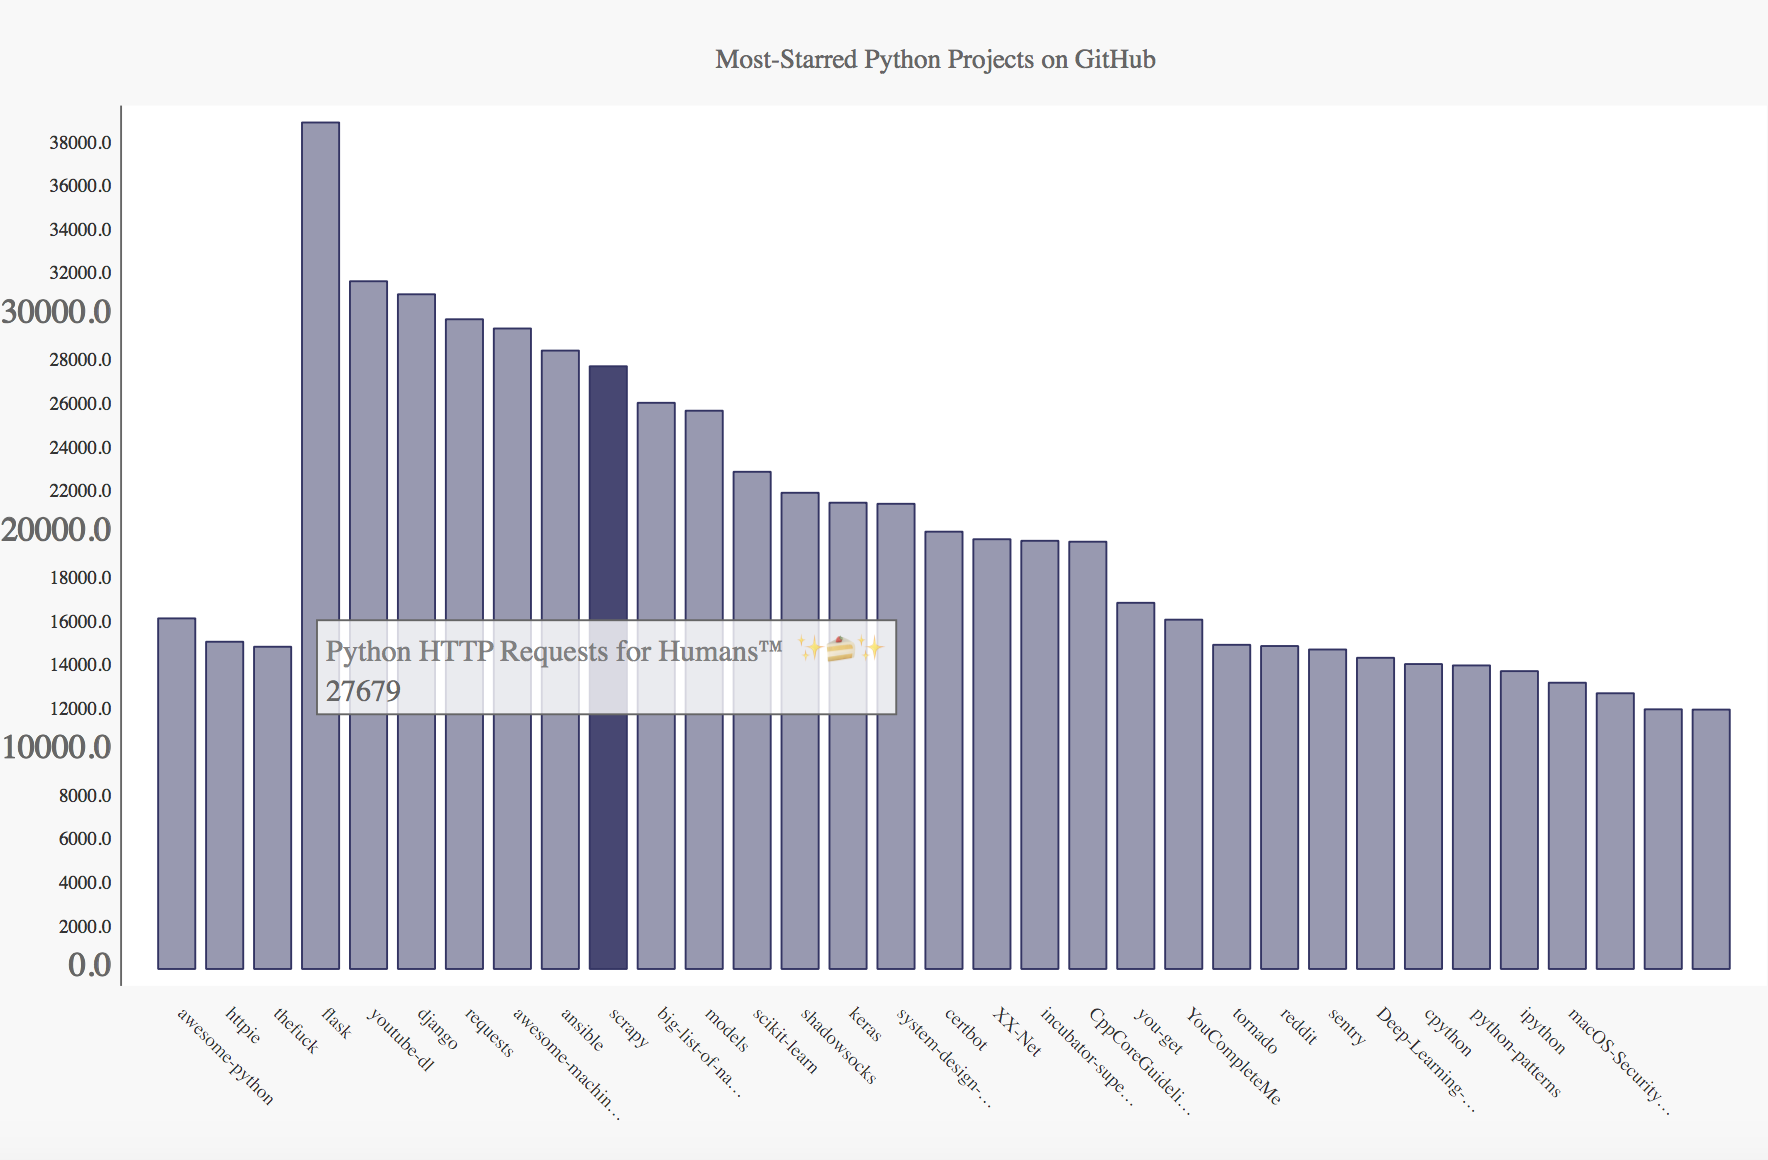 Most-Starred Python Projects on GitHub
38000.0
36000.0
34000.0
32000.0
30000.0
28000.0
26000.0
24000.0
22000.0
20000.0
18000.0
16000.0
14000.0
12000.0
10000.0
8000.0
6000.0
4000.0
2000.0
0.0
Python HTTP Requests for Humans™ ✨🍰✨
27679
awesome-python
httpie
thefuck
flask
youtube-dl
django
requests
awesome-machin…
ansible
scrapy
big-list-of-na…
models
scikit-learn
shadowsocks
keras
system-design-…
certbot
XX-Net
incubator-supe…
CppCoreGuideli…
you-get
YouCompleteMe
tornado
reddit
sentry
Deep-Learning-…
cpython
python-patterns
ipython
macOS-Security…